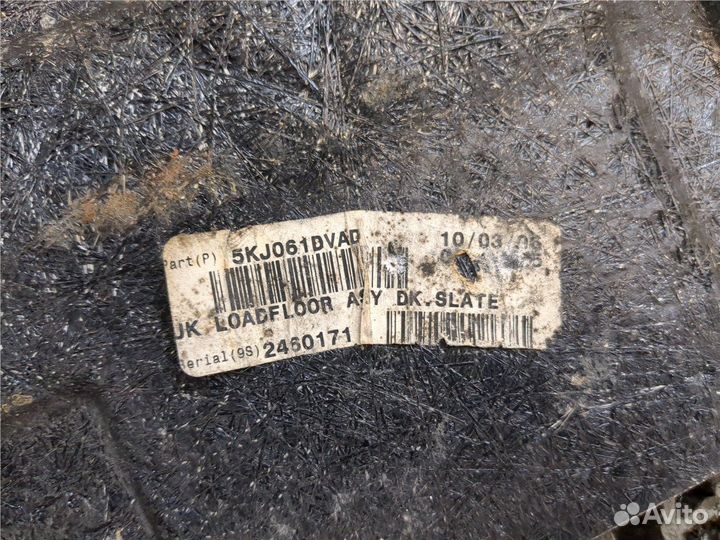 Part(P) 5KJ061DVAD 10/03/06
JK LOADFLOOR ASY DK.SLATE
Serial(9S) 2460171
Avito